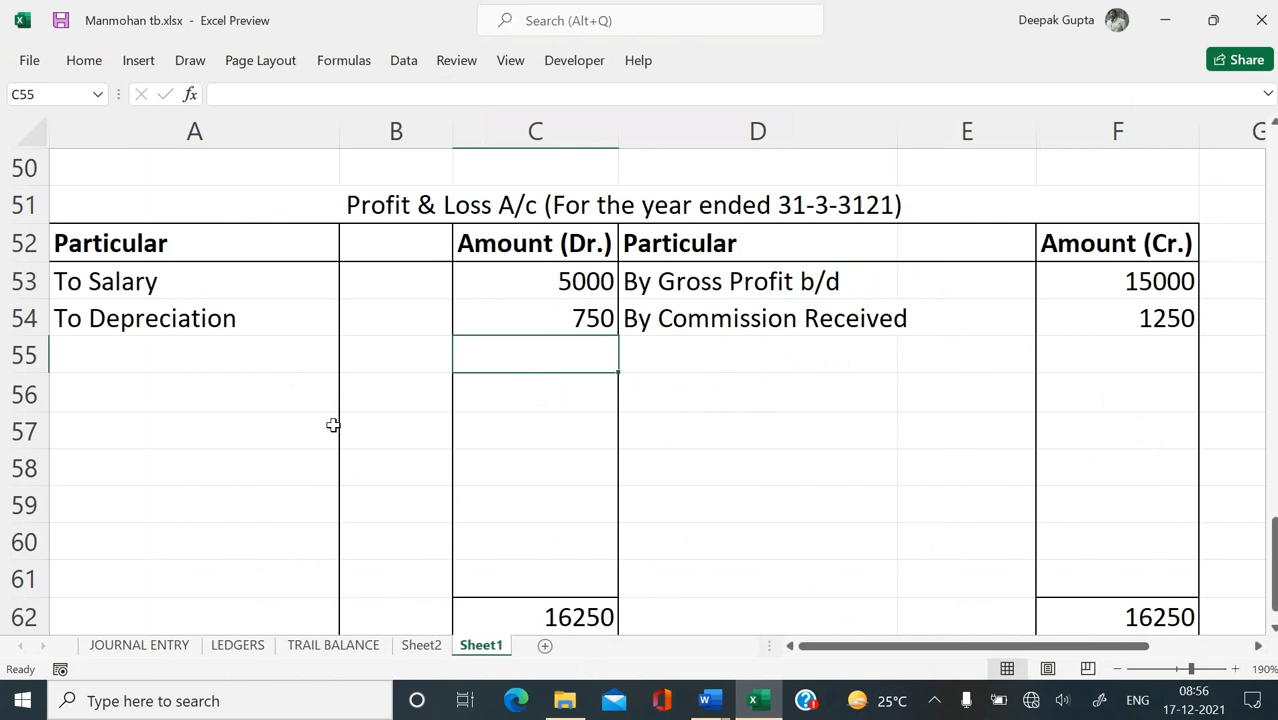 Manmohan tb.xlsx - Excel Preview
Search (Alt+Q)
Deepak Gupta
File Home Insert Draw Page Layout Formulas Data Review View Developer Help
Share
C55
fx
A B C D E F G
50
51 Profit & Loss A/c (For the year ended 31-3-3121)
52 Particular Amount (Dr.) Particular Amount (Cr.)
53 To Salary 5000 By Gross Profit b/d 15000
54 To Depreciation 750 By Commission Received 1250
55
56
57
58
59
60
61
62 16250 16250
JOURNAL ENTRY LEDGERS TRAIL BALANCE Sheet2 Sheet1
Ready
190%
Type here to search
25°C
ENG
08:56
17-12-2021